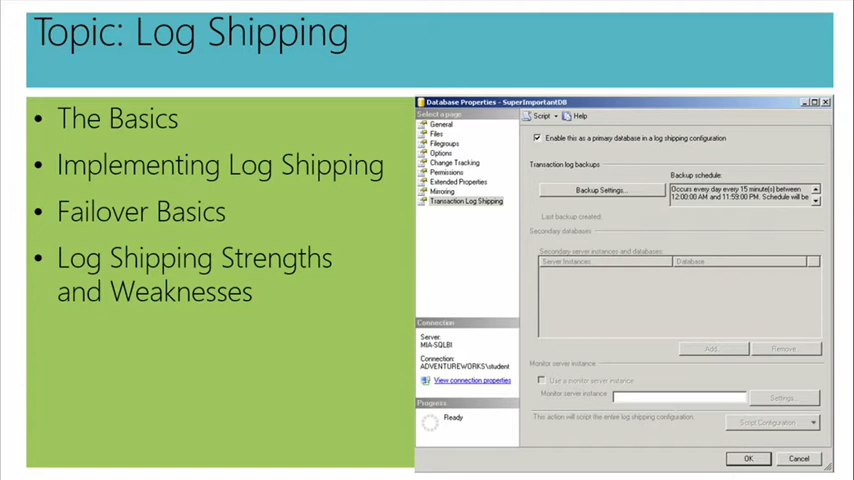 Topic: Log Shipping
• The Basics
• Implementing Log Shipping
• Failover Basics
• Log Shipping Strengths
and Weaknesses
Database Properties - SuperImportantDB
Select a page
General
Files
Filegroups
Options
Change Tracking
Permissions
Extended Properties
Mirroring
Transaction Log Shipping
Connection
Server:
MIA-SQLBI
Connection:
ADVENTUREWORKS\student
View connection properties
Progress
Ready
Script
Help
Enable this as a primary database in a log shipping configuration
Transaction log backups
Backup schedule:
Backup Settings...
Occurs every day every 15 minute(s) between
12:00:00 AM and 11:59:00 PM. Schedule will be
Last backup created:
Secondary databases
Secondary server instances and databases:
Server Instances
Database
Add...
Remove
Monitor server instance
Use a monitor server instance
Monitor server instance:
Settings...
This action will script the entire log shipping configuration.
Script Configuration
OK
Cancel